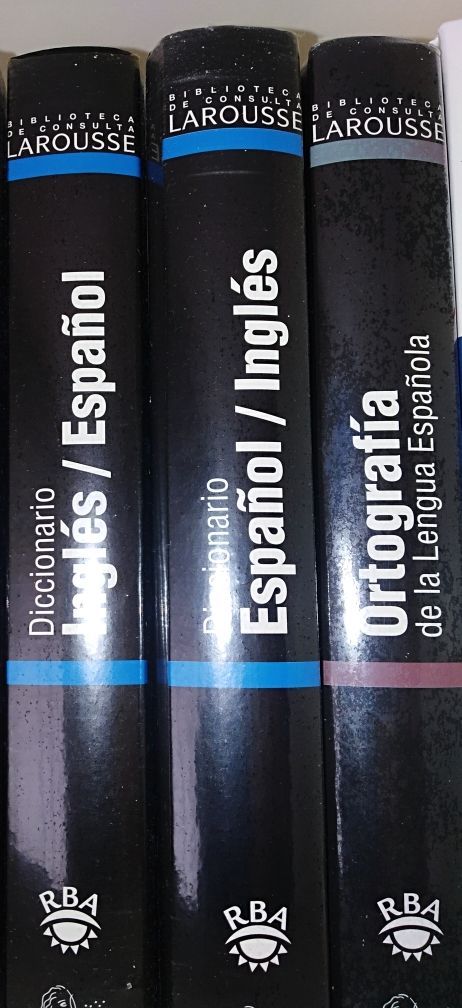 BIBLIOTECA
DE CONSULTA
LAROUSSE
Diccionario
Inglés / Español
RBA
BIBLIOTECA
DE CONSULTA
LAROUSSE
Diccionario
Español / Inglés
RBA
BIBLIOTECA
DE CONSULTA
LAROUSSE
Ortografía
de la Lengua Española
RBA